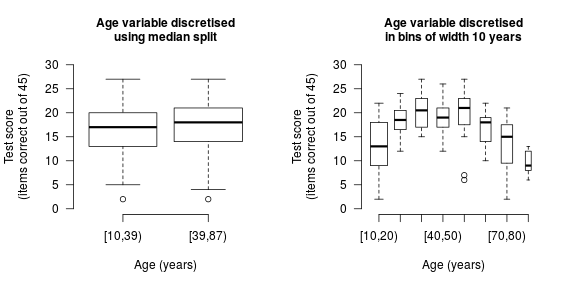 Age variable discretised
using median split
Test score
(items correct out of 45)
30
25
20
15
10
5
0
[10,39)
[39,87)
Age (years)
Age variable discretised
in bins of width 10 years
Test score
(items correct out of 45)
30
25
20
15
10
5
0
[10,20)
[40,50)
[70,80)
Age (years)